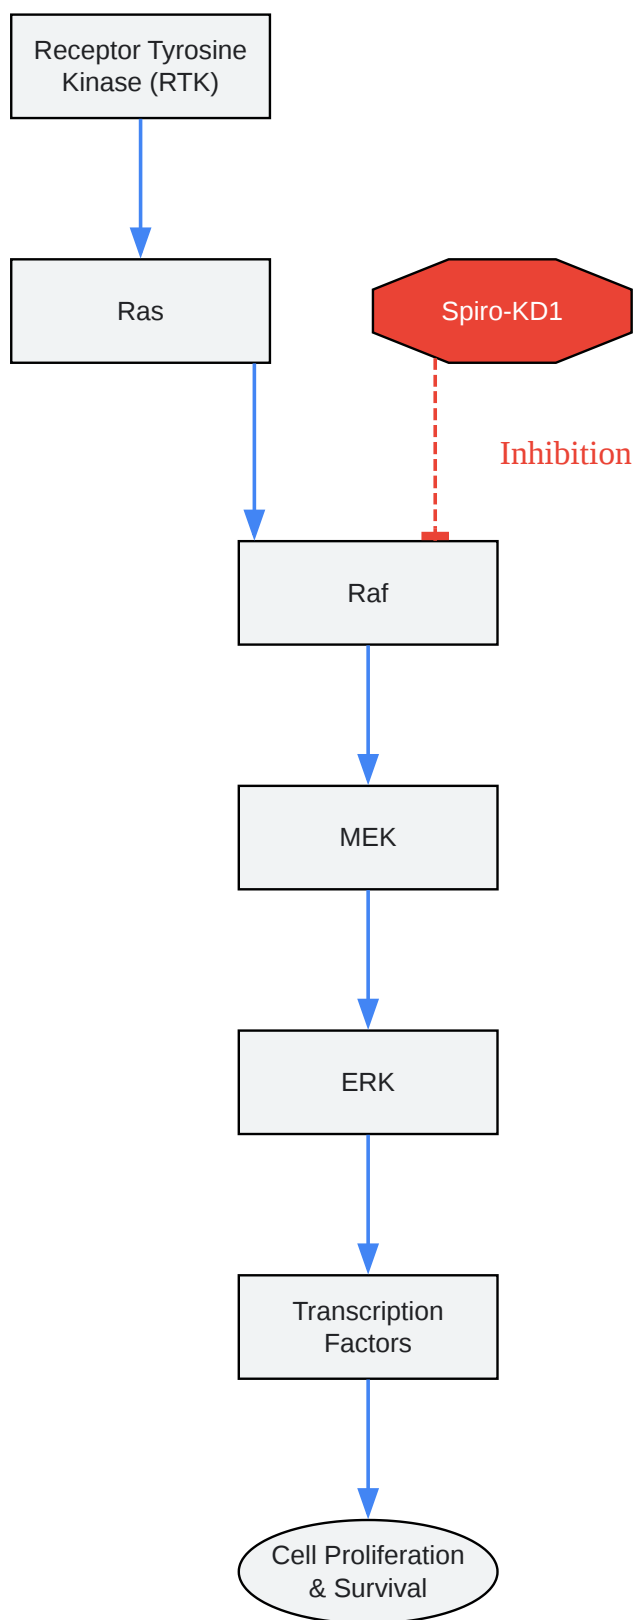 Receptor Tyrosine
Kinase (RTK)
Ras
Spiro-KD1
Inhibition
Raf
MEK
ERK
Transcription
Factors
Cell Proliferation
& Survival